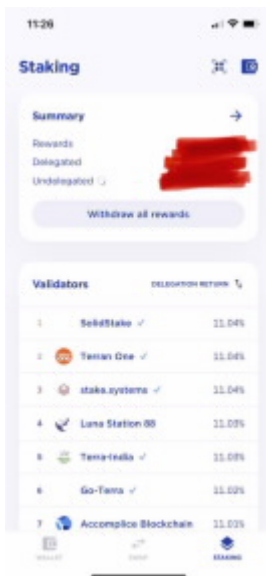 11:26
Staking
Summary
Rewards
Delegated
Undelegated
Withdraw all rewards
Validators DELEGATION RETURN
1 SolidStake 11.04%
2 Terran One 11.04%
3 stake.systems 11.04%
4 Luna Station 88 11.03%
5 Terra-India 11.03%
6 Go-Terra 11.02%
7 Accomplice Blockchain 11.01%
WALLET SWAP STAKING